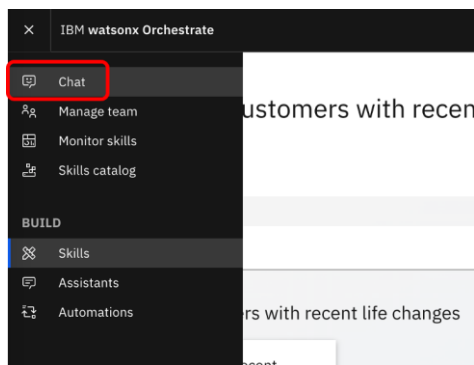 IBM watsonx Orchestrate
Chat
Manage team
ustomers with recen
Monitor skills
Skills catalog
BUILD
Skills
Assistants
Automations
rs with recent life changes